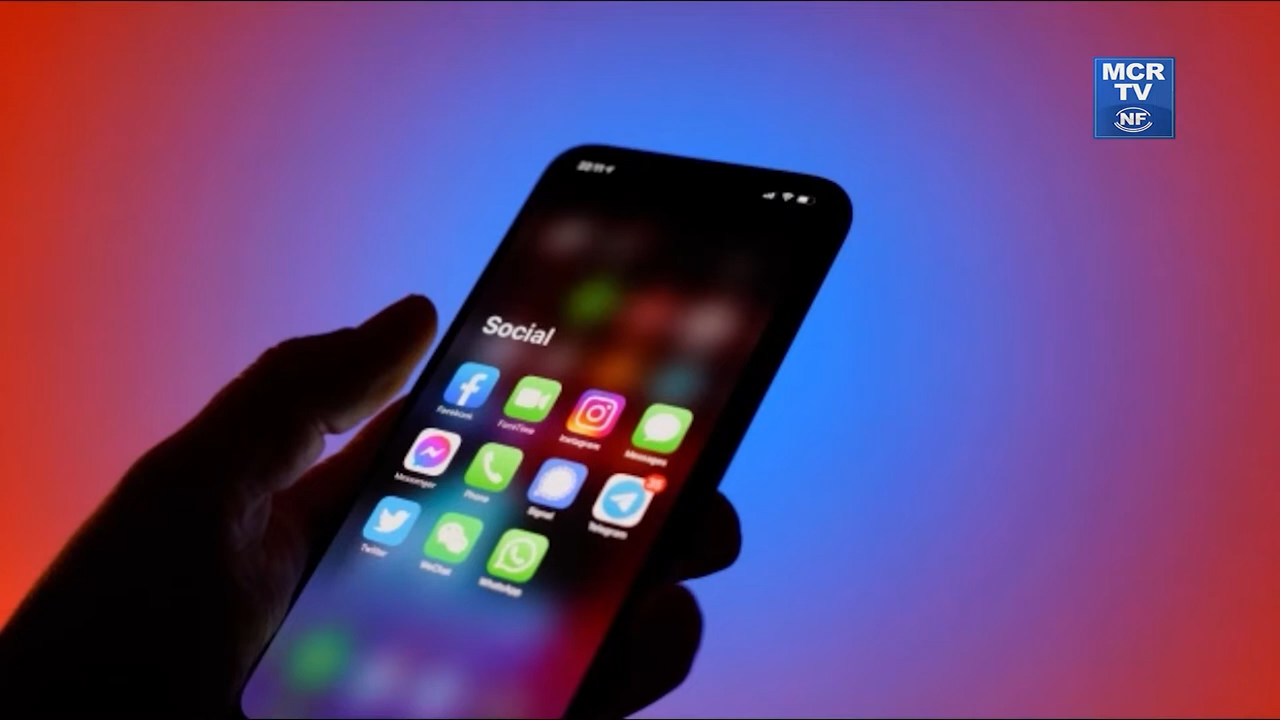 MCR
TV
NF
Social
Facebook
FaceTime
Instagram
Messages
Messenger
Phone
Signal
Telegram
Twitter
WeChat
WhatsApp